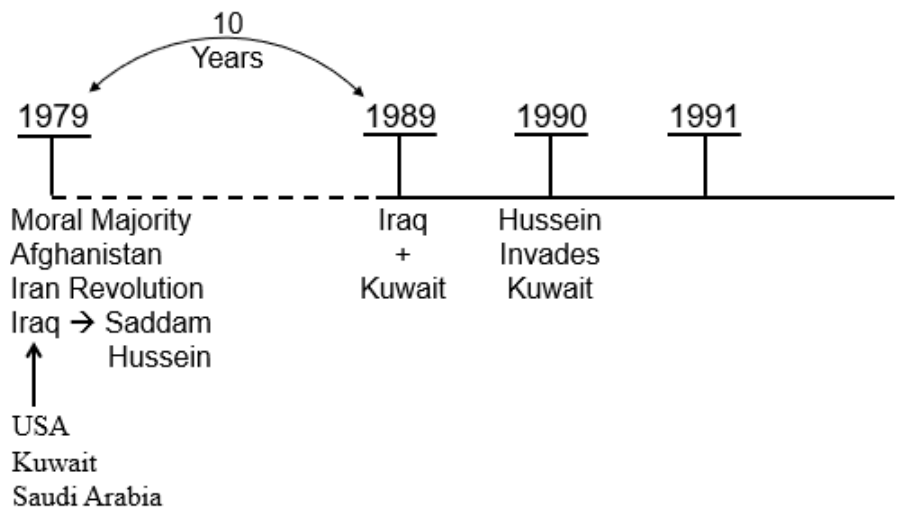 10
Years
1979
1989
1990
1991
Moral Majority
Afghanistan
Iran Revolution
Iraq → Saddam
Hussein
USA
Kuwait
Saudi Arabia
Iraq
+
Kuwait
Hussein
Invades
Kuwait